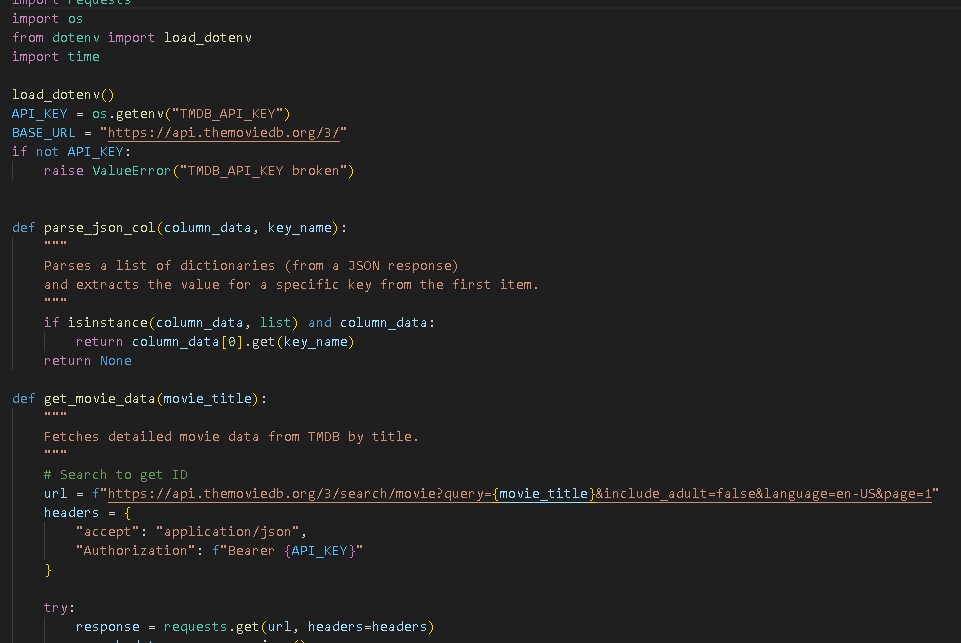 import requests
import os
from dotenv import load_dotenv
import time
load_dotenv()
API_KEY = os.getenv("TMDB_API_KEY")
BASE_URL = "https://api.themoviedb.org/3/"
if not API_KEY:
    raise ValueError("TMDB_API_KEY broken")
def parse_json_col(column_data, key_name):
    """
    Parses a list of dictionaries (from a JSON response)
    and extracts the value for a specific key from the first item.
    """
    if isinstance(column_data, list) and column_data:
        return column_data[0].get(key_name)
    return None
def get_movie_data(movie_title):
    """
    Fetches detailed movie data from TMDB by title.
    """
    # Search to get ID
    url = f"https://api.themoviedb.org/3/search/movie?query={movie_title}&include_adult=false&language=en-US&page=1"
    headers = {
        "accept": "application/json",
        "Authorization": f"Bearer {API_KEY}"
    }
    try:
        response = requests.get(url, headers=headers)